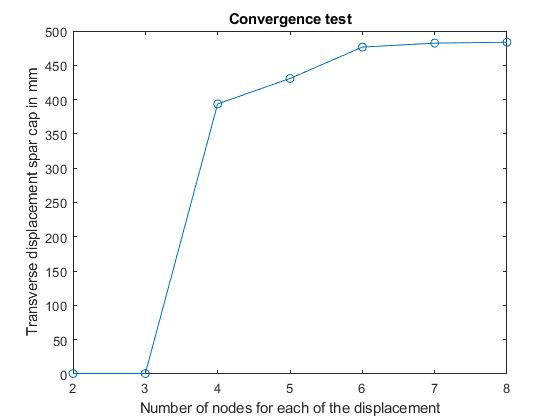 Convergence test
500
450
400
350
300
250
200
150
100
50
0
Transverse displacement spar cap in mm
2 3 4 5 6 7 8
Number of nodes for each of the displacement